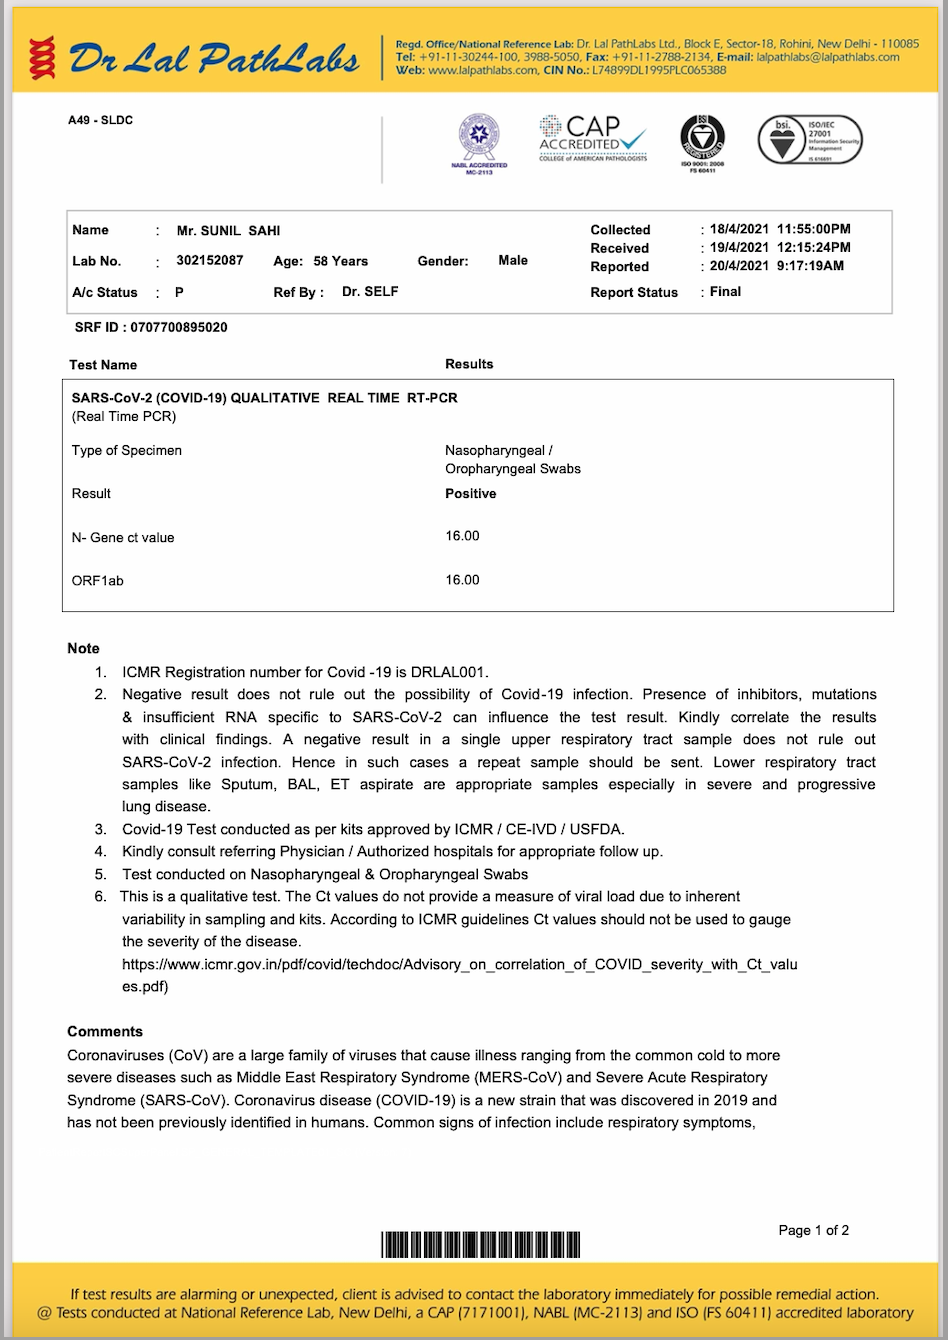 Dr Lal PathLabs
Regd. Office/National Reference Lab: Dr. Lal PathLabs Ltd., Block E, Sector-18, Rohini, New Delhi - 110085
Tel: +91-11-30244-100, 3988-5050, Fax: +91-11-2788-2134, E-mail: lalpathlabs@lalpathlabs.com
Web: www.lalpathlabs.com, CIN No.: L74899DL1995PLC065388
A49 - SLDC
NABL ACCREDITED
MC-2113
CAP
ACCREDITED
COLLEGE of AMERICAN PATHOLOGISTS
BSI
REGISTERED
ISO 9001: 2008
FS 60411
bsi.
ISO/IEC
27001
Information Security
Management
IS 616691
Name : Mr. SUNIL SAHI
Collected : 18/4/2021 11:55:00PM
Received : 19/4/2021 12:15:24PM
Lab No. : 302152087 Age: 58 Years Gender: Male
Reported : 20/4/2021 9:17:19AM
A/c Status : P Ref By : Dr. SELF Report Status : Final
SRF ID : 0707700895020
Test Name Results
SARS-CoV-2 (COVID-19) QUALITATIVE REAL TIME RT-PCR
(Real Time PCR)
Type of Specimen Nasopharyngeal /
Oropharyngeal Swabs
Result Positive
N- Gene ct value 16.00
ORF1ab 16.00
Note
1. ICMR Registration number for Covid -19 is DRLAL001.
2. Negative result does not rule out the possibility of Covid-19 infection. Presence of inhibitors, mutations
& insufficient RNA specific to SARS-CoV-2 can influence the test result. Kindly correlate the results
with clinical findings. A negative result in a single upper respiratory tract sample does not rule out
SARS-CoV-2 infection. Hence in such cases a repeat sample should be sent. Lower respiratory tract
samples like Sputum, BAL, ET aspirate are appropriate samples especially in severe and progressive
lung disease.
3. Covid-19 Test conducted as per kits approved by ICMR / CE-IVD / USFDA.
4. Kindly consult referring Physician / Authorized hospitals for appropriate follow up.
5. Test conducted on Nasopharyngeal & Oropharyngeal Swabs
6. This is a qualitative test. The Ct values do not provide a measure of viral load due to inherent
variability in sampling and kits. According to ICMR guidelines Ct values should not be used to gauge
the severity of the disease.
https://www.icmr.gov.in/pdf/covid/techdoc/Advisory_on_correlation_of_COVID_severity_with_Ct_valu
es.pdf)
Comments
Coronaviruses (CoV) are a large family of viruses that cause illness ranging from the common cold to more
severe diseases such as Middle East Respiratory Syndrome (MERS-CoV) and Severe Acute Respiratory
Syndrome (SARS-CoV). Coronavirus disease (COVID-19) is a new strain that was discovered in 2019 and
has not been previously identified in humans. Common signs of infection include respiratory symptoms,
Page 1 of 2
If test results are alarming or unexpected, client is advised to contact the laboratory immediately for possible remedial action.
@ Tests conducted at National Reference Lab, New Delhi, a CAP (7171001), NABL (MC-2113) and ISO (FS 60411) accredited laboratory